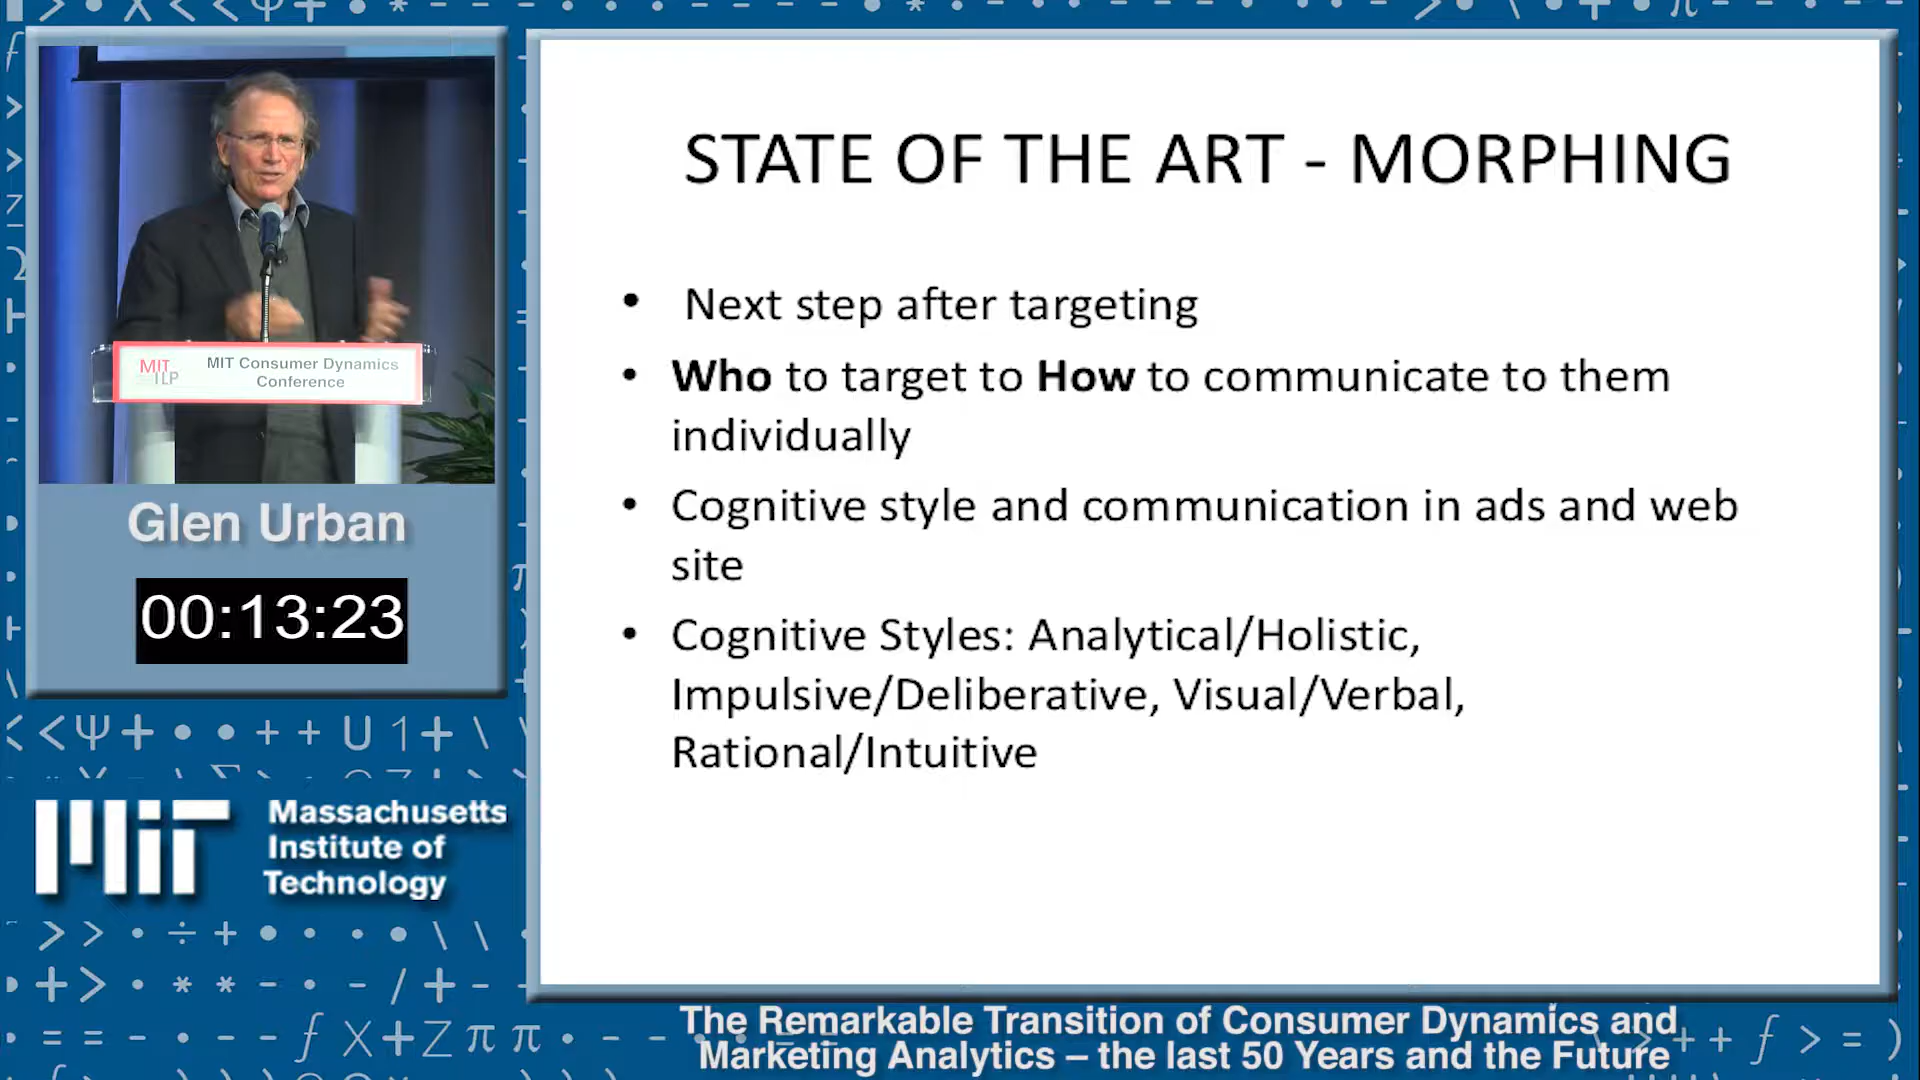 MIT
ILP
MIT Consumer Dynamics
Conference
Glen Urban
00:13:23
MIT
Massachusetts
Institute of
Technology
STATE OF THE ART - MORPHING
• Next step after targeting
• Who to target to How to communicate to them
individually
• Cognitive style and communication in ads and web
site
• Cognitive Styles: Analytical/Holistic,
Impulsive/Deliberative, Visual/Verbal,
Rational/Intuitive
The Remarkable Transition of Consumer Dynamics and
Marketing Analytics – the last 50 Years and the Future